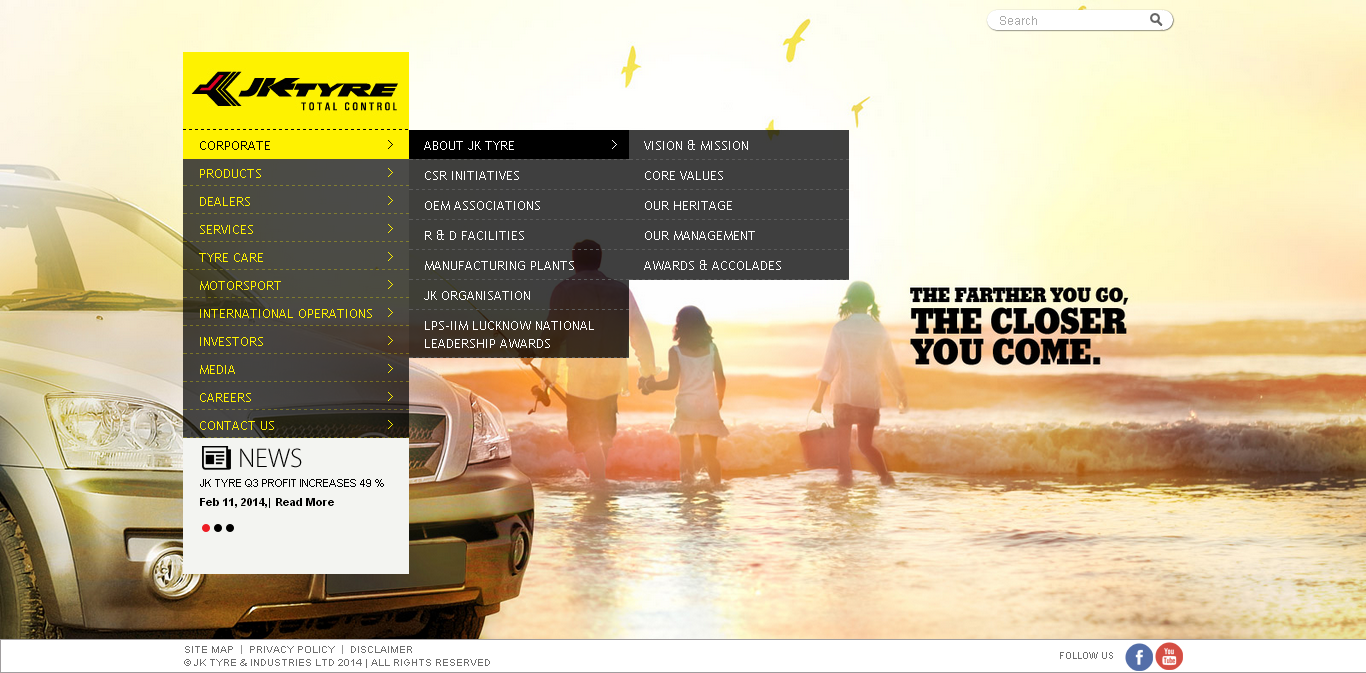 Search
JK TYRE
TOTAL CONTROL
CORPORATE
PRODUCTS
DEALERS
SERVICES
TYRE CARE
MOTORSPORT
INTERNATIONAL OPERATIONS
INVESTORS
MEDIA
CAREERS
CONTACT US
ABOUT JK TYRE
CSR INITIATIVES
OEM ASSOCIATIONS
R & D FACILITIES
MANUFACTURING PLANTS
JK ORGANISATION
LPS-IIM LUCKNOW NATIONAL
LEADERSHIP AWARDS
VISION & MISSION
CORE VALUES
OUR HERITAGE
OUR MANAGEMENT
AWARDS & ACCOLADES
THE FARTHER YOU GO,
THE CLOSER
YOU COME.
NEWS
JK TYRE Q3 PROFIT INCREASES 49 %
Feb 11, 2014,| Read More
SITE MAP | PRIVACY POLICY | DISCLAIMER
© JK TYRE & INDUSTRIES LTD 2014 | ALL RIGHTS RESERVED
FOLLOW US
f
You
Tube